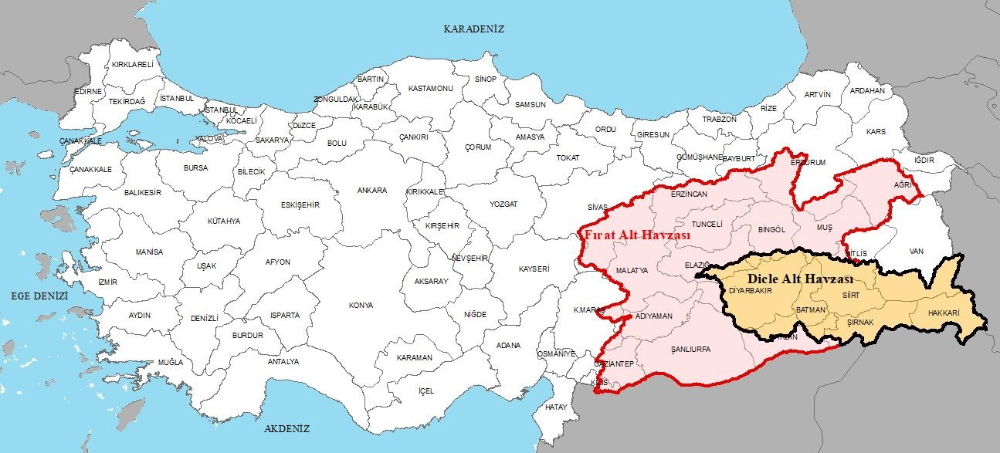 KARADENİZ
KIRKLARELİ
EDİRNE
TEKİRDAĞ
İSTANBUL
İSTANBUL
KOCAELİ
YALOVA
SAKARYA
DÜZCE
ZONGULDAK
BARTIN
KARABÜK
KASTAMONU
SİNOP
SAMSUN
ORDU
GİRESUN
TRABZON
RİZE
ARTVİN
ARDAHAN
KARS
ÇANAKKALE
ÇANAKKALE
BURSA
BİLECİK
BOLU
ÇANKIRI
ÇORUM
AMASYA
TOKAT
GÜMÜŞHANE
BAYBURT
ERZURUM
IĞDIR
AĞRI
BALIKESİR
ESKİŞEHİR
ANKARA
KIRIKKALE
YOZGAT
SİVAS
ERZİNCAN
KÜTAHYA
KIRŞEHİR
TUNCELİ
BİNGÖL
MUŞ
Fırat Alt Havzası
MANİSA
UŞAK
AFYON
NEVŞEHİR
KAYSERİ
MALATYA
ELAZIĞ
BİTLİS
VAN
İZMİR
AKSARAY
Dicle Alt Havzası
DİYARBAKIR
SİİRT
EGE DENİZİ
AYDIN
DENİZLİ
ISPARTA
KONYA
NİĞDE
K.MARAŞ
ADIYAMAN
BATMAN
ŞIRNAK
HAKKARİ
BURDUR
MUĞLA
ANTALYA
KARAMAN
ADANA
OSMANİYE
GAZİANTEP
ŞANLIURFA
KİLİS
İÇEL
HATAY
AKDENİZ